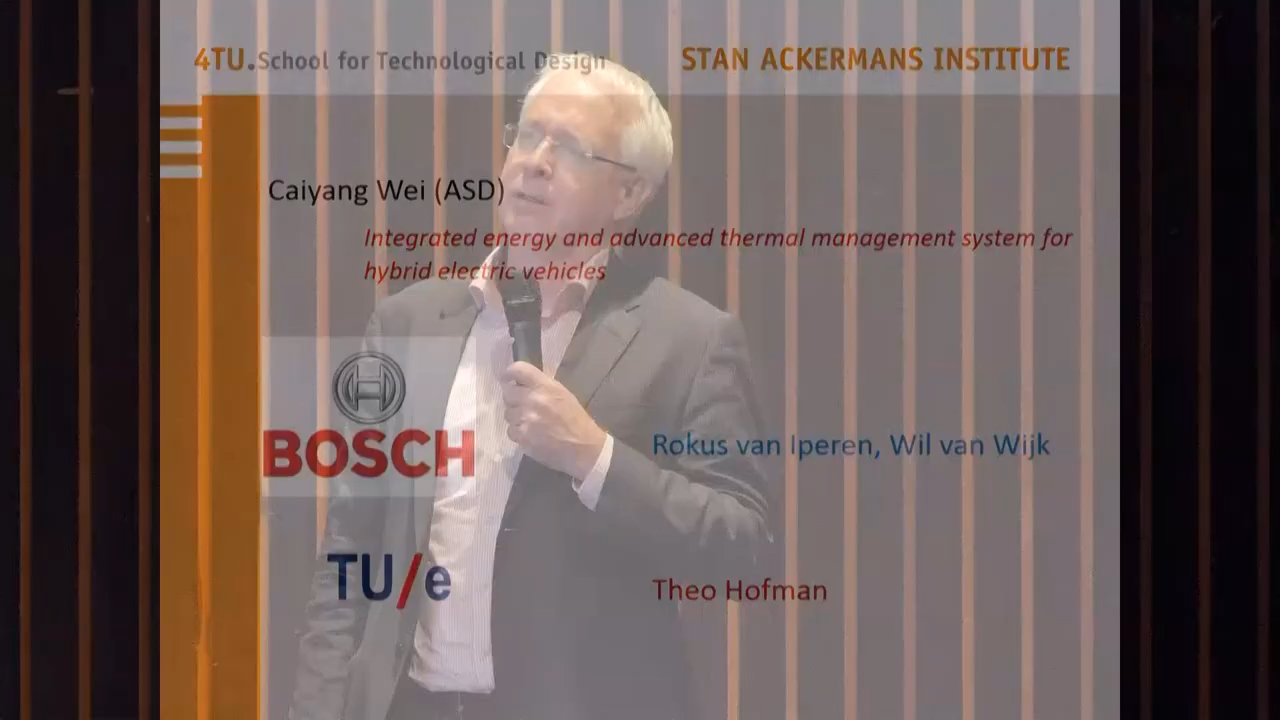 4TU.School for Technological Design
STAN ACKERMANS INSTITUTE
Caiyang Wei (ASD)
Integrated energy and advanced thermal management system for
hybrid electric vehicles
BOSCH
Rokus van Iperen, Wil van Wijk
TU/e
Theo Hofman